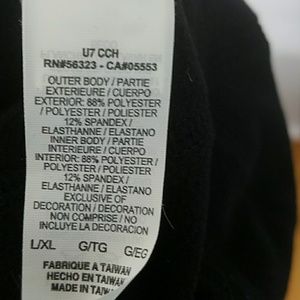 U7 CCH
RN#56323 - CA#05553
OUTER BODY / PARTIE
EXTERIEURE / CUERPO
EXTERIOR: 88% POLYESTER
/ POLYESTER / POLIESTER
12% SPANDEX /
ELASTHANNE / ELASTANO
INNER BODY / PARTIE
INTERIEURE / CUERPO
INTERIOR: 88% POLYESTER
/ POLYESTER / POLIESTER
12% SPANDEX /
ELASTHANNE / ELASTANO
EXCLUSIVE OF
DECORATION / DECORATION
NON COMPRISE / NO
INCLUYE LA DECORACION
L/XL G/TG G/EG
FABRIQUÉ A TAIWAN
HECHO EN TAIWAN
MADE IN TAIWAN